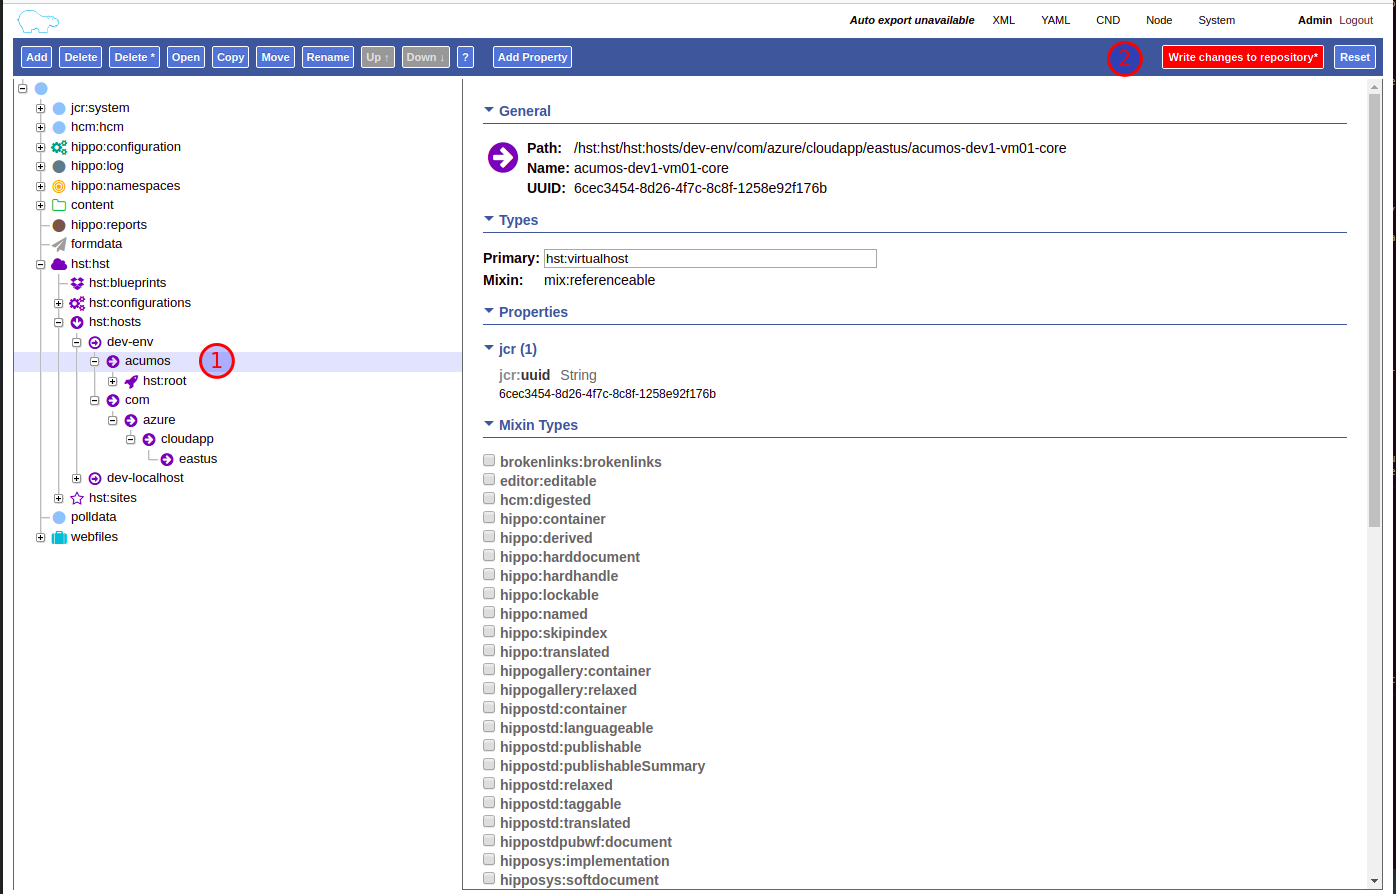 Auto export unavailable XML YAML CND Node System Admin Logout
Add Delete Delete * Open Copy Move Rename Up ↑ Down ↓ ? Add Property 2 Write changes to repository* Reset
jcr:system
hcm:hcm
hippo:configuration
hippo:log
hippo:namespaces
content
hippo:reports
formdata
hst:hst
hst:blueprints
hst:configurations
hst:hosts
dev-env
acumos 1
hst:root
com
azure
cloudapp
eastus
dev-localhost
hst:sites
polldata
webfiles
General
Path: /hst:hst/hst:hosts/dev-env/com/azure/cloudapp/eastus/acumos-dev1-vm01-core
Name: acumos-dev1-vm01-core
UUID: 6cec3454-8d26-4f7c-8c8f-1258e92f176b
Types
Primary: hst:virtualhost
Mixin: mix:referenceable
Properties
jcr (1)
jcr:uuid String
6cec3454-8d26-4f7c-8c8f-1258e92f176b
Mixin Types
brokenlinks:brokenlinks
editor:editable
hcm:digested
hippo:container
hippo:derived
hippo:harddocument
hippo:hardhandle
hippo:lockable
hippo:named
hippo:skipindex
hippo:translated
hippogallery:container
hippogallery:relaxed
hippostd:container
hippostd:languageable
hippostd:publishable
hippostd:publishableSummary
hippostd:relaxed
hippostd:taggable
hippostd:translated
hippostdpubwf:document
hipposys:implementation
hipposys:softdocument